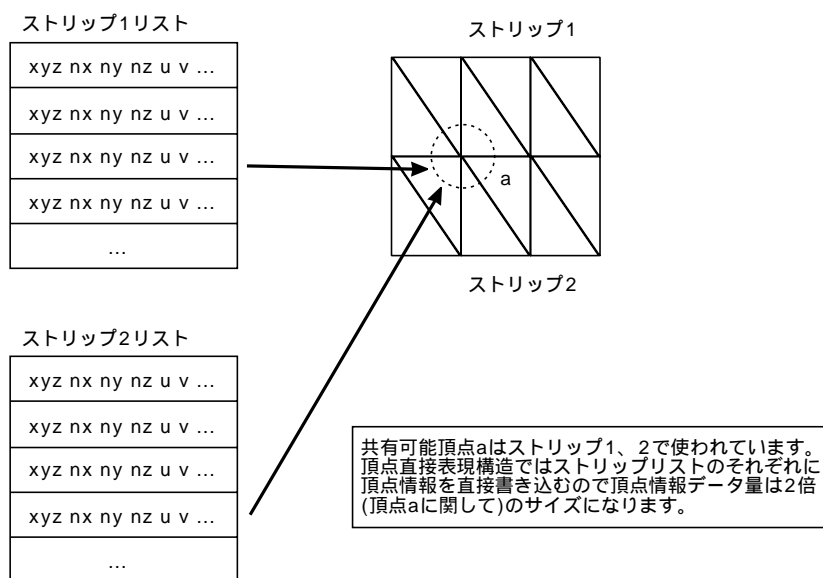 ストリップ1リスト
xyz nx ny nz u v ...
xyz nx ny nz u v ...
xyz nx ny nz u v ...
xyz nx ny nz u v ...
...
ストリップ1
a
ストリップ2
ストリップ2リスト
xyz nx ny nz u v ...
xyz nx ny nz u v ...
xyz nx ny nz u v ...
xyz nx ny nz u v ...
...
共有可能頂点aはストリップ1、2で使われています。
頂点直接表現構造ではストリップリストのそれぞれに
頂点情報を直接書き込むので頂点情報データ量は2倍
(頂点aに関して)のサイズになります。